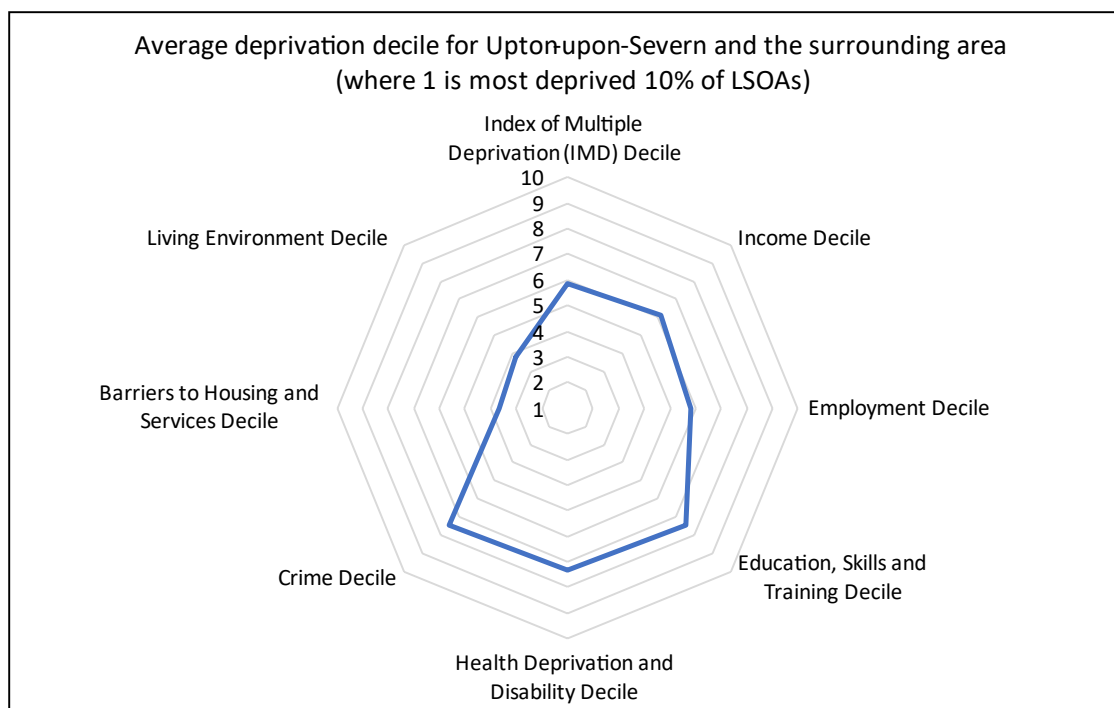 Average deprivation decile for Upton-upon-Severn and the surrounding area
(where 1 is most deprived 10% of LSOAs)
Index of Multiple
Deprivation (IMD) Decile
10
9
8
7
6
5
4
3
2
1
Living Environment Decile
Income Decile
Barriers to Housing and
Services Decile
Employment Decile
Crime Decile
Education, Skills and
Training Decile
Health Deprivation and
Disability Decile